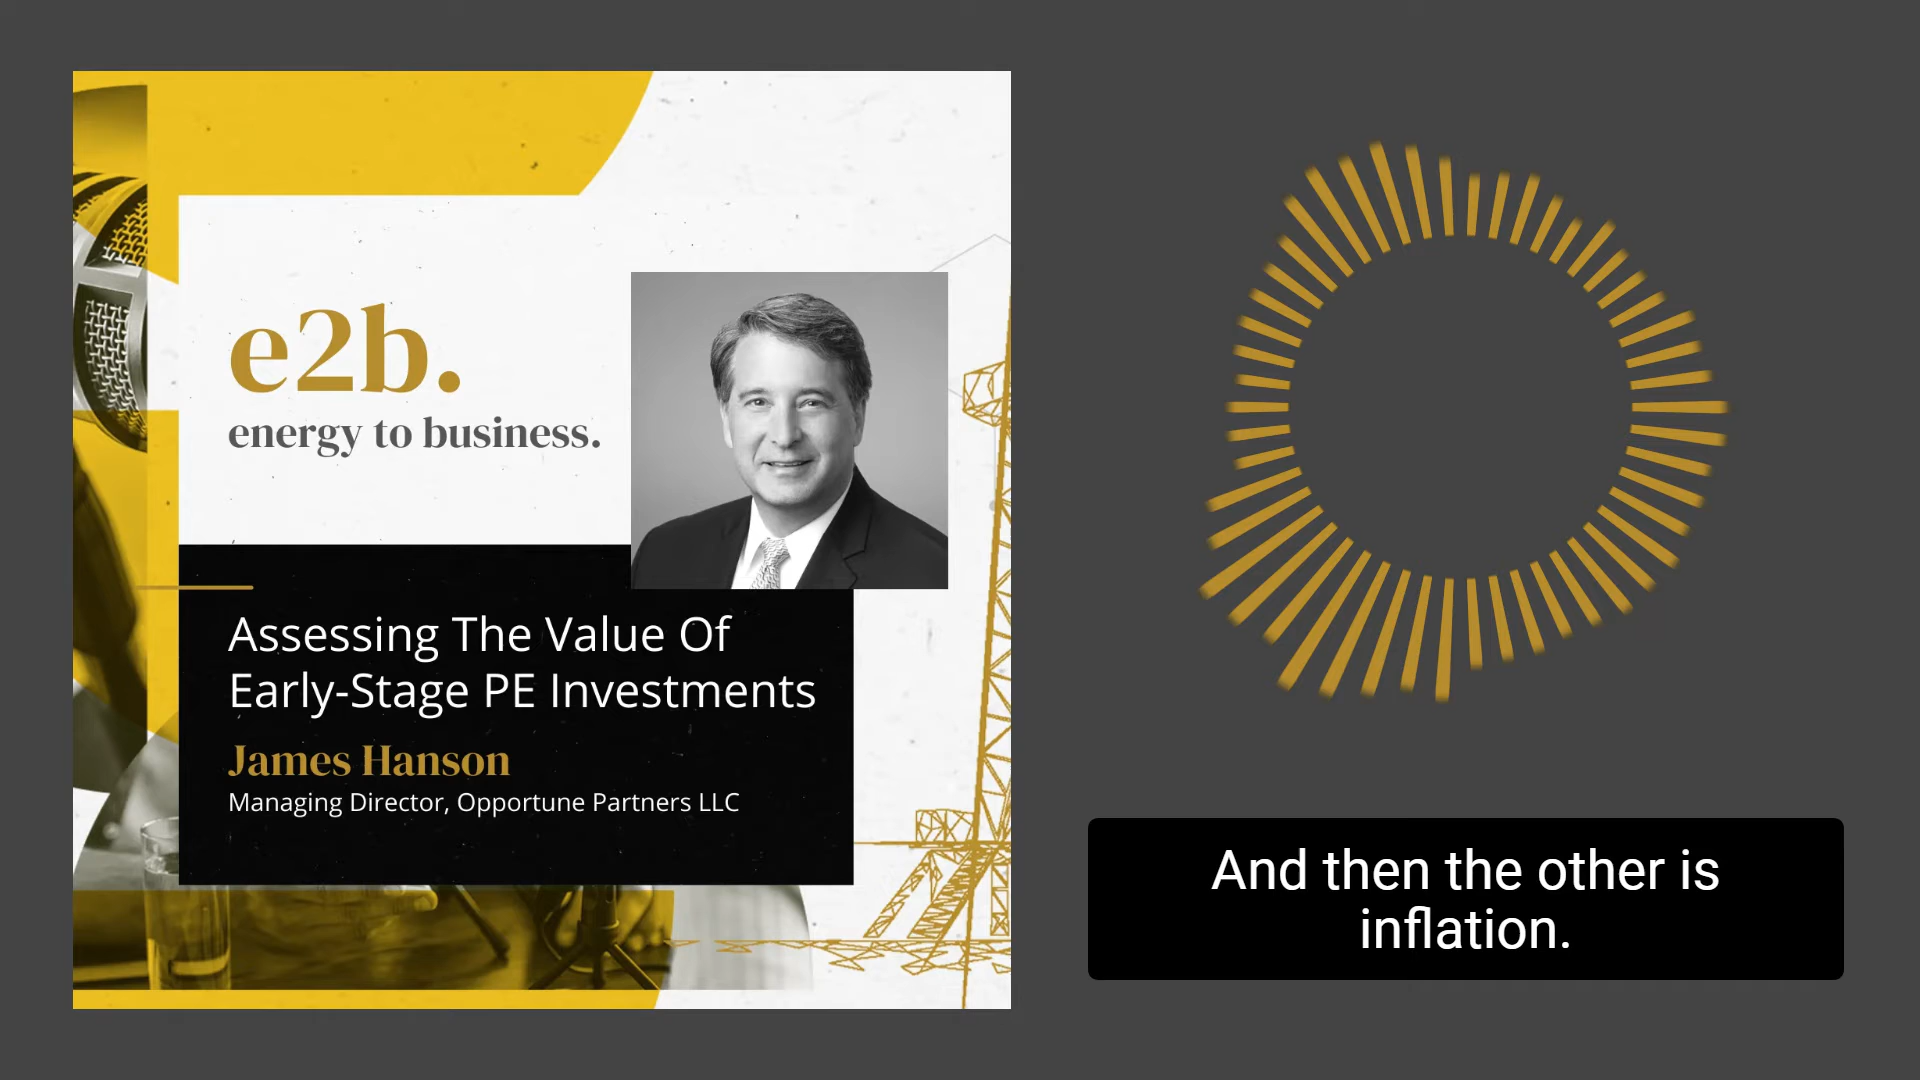 e2b.
energy to business.
Assessing The Value Of
Early-Stage PE Investments
James Hanson
Managing Director, Opportune Partners LLC
And then the other is
inflation.